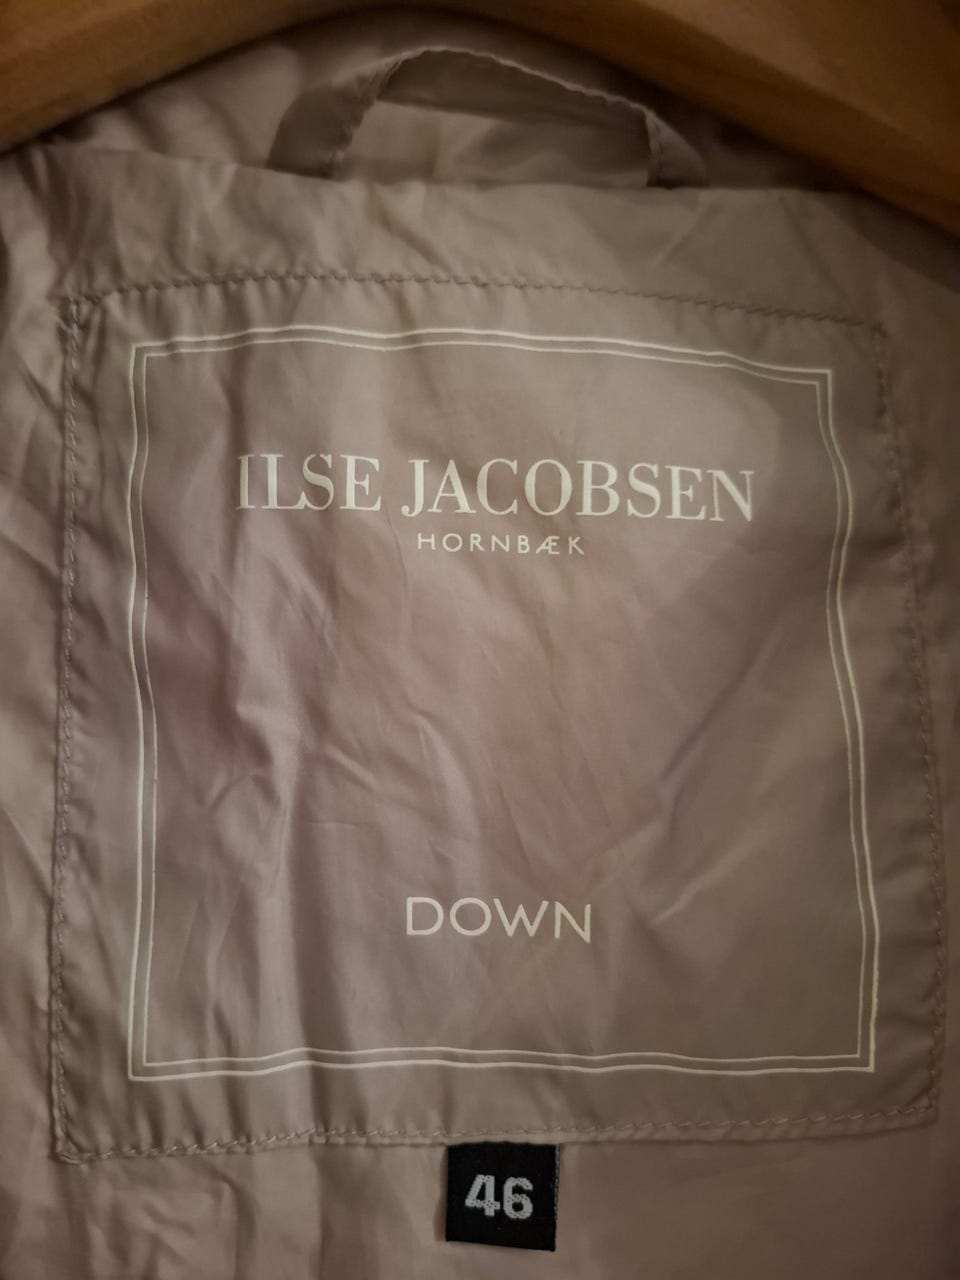 ILSE JACOBSEN
HORNBÆK
DOWN
46